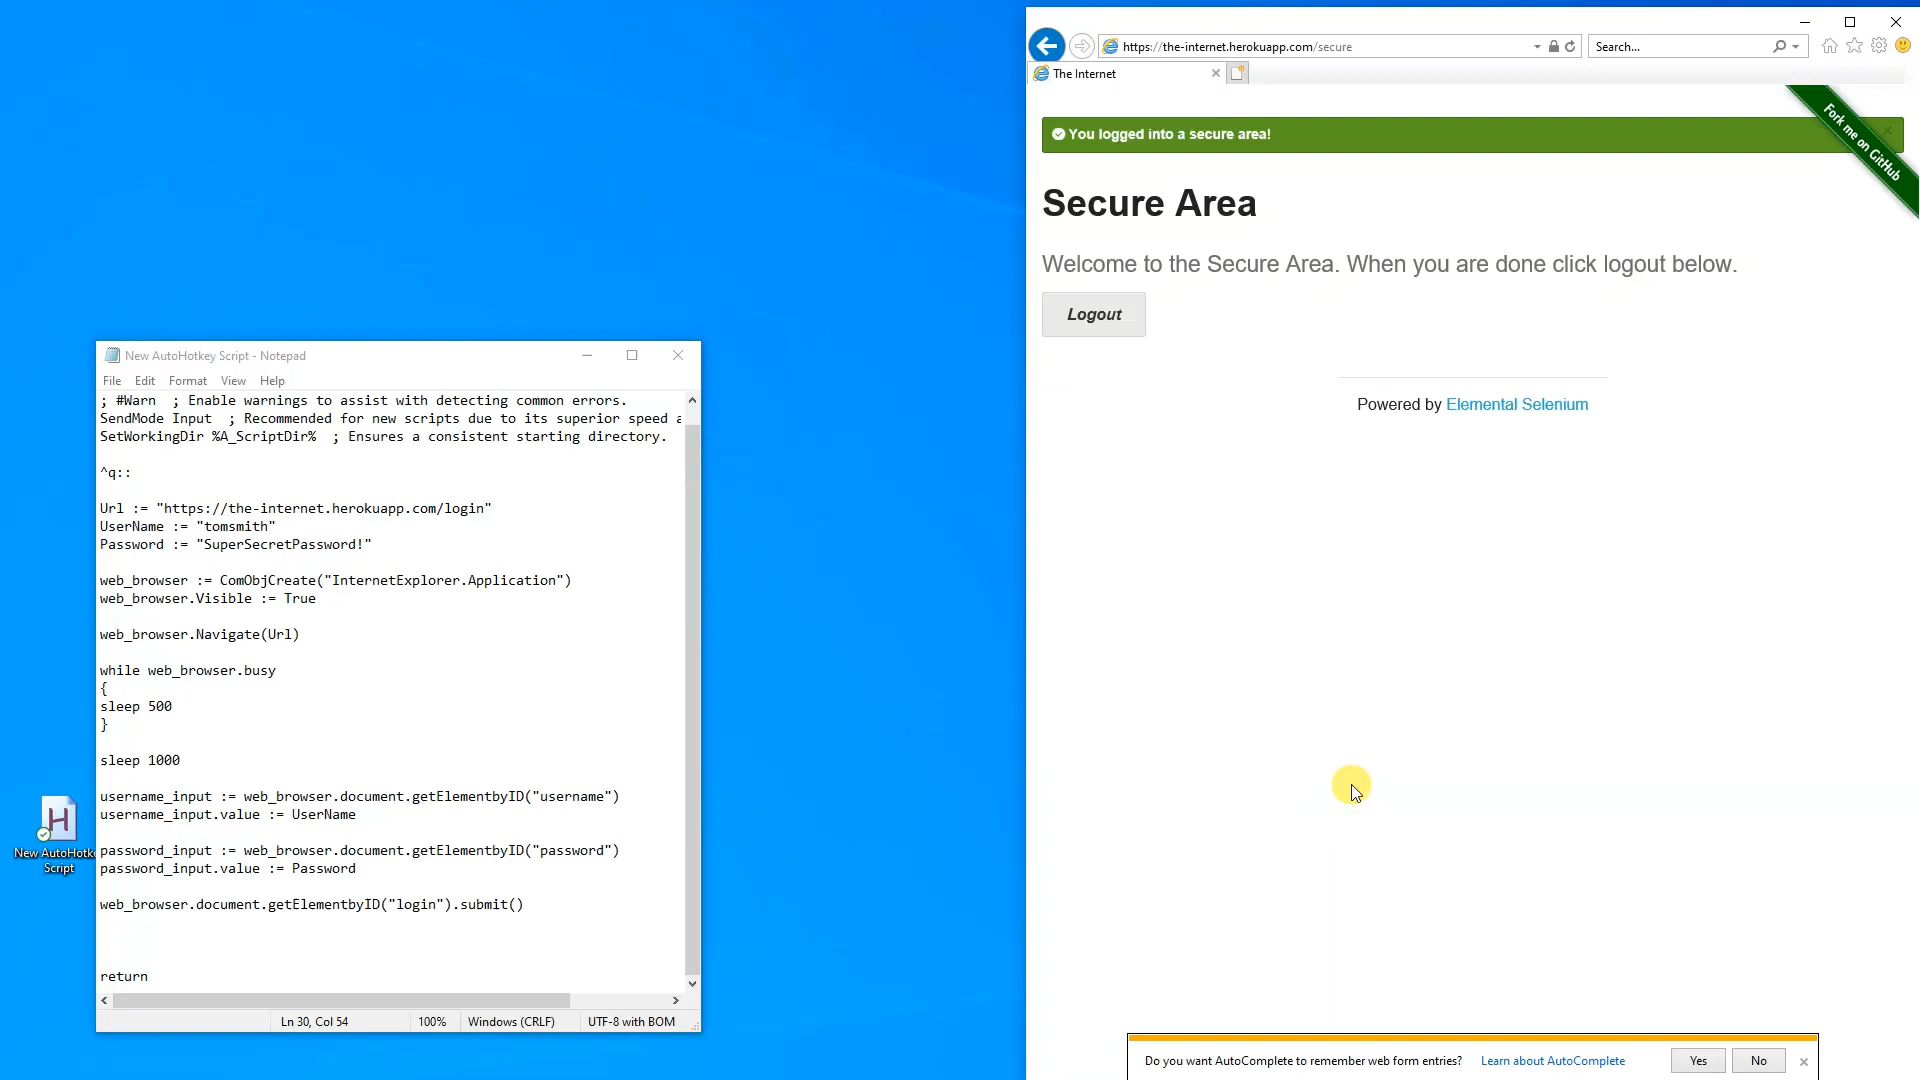 New AutoHotkey Script - Notepad
File Edit Format View Help
; #Warn  ; Enable warnings to assist with detecting common errors.
SendMode Input  ; Recommended for new scripts due to its superior speed a
SetWorkingDir %A_ScriptDir%  ; Ensures a consistent starting directory.
^q::
Url := "https://the-internet.herokuapp.com/login"
UserName := "tomsmith"
Password := "SuperSecretPassword!"
web_browser := ComObjCreate("InternetExplorer.Application")
web_browser.Visible := True
web_browser.Navigate(Url)
while web_browser.busy
{
sleep 500
}
sleep 1000
username_input := web_browser.document.getElementbyID("username")
username_input.value := UserName
password_input := web_browser.document.getElementbyID("password")
password_input.value := Password
web_browser.document.getElementbyID("login").submit()
return
Ln 30, Col 54 100% Windows (CRLF) UTF-8 with BOM
New AutoHotke
Script
https://the-internet.herokuapp.com/secure
Search...
The Internet
Fork me on GitHub
You logged into a secure area!
Secure Area
Welcome to the Secure Area. When you are done click logout below.
Logout
Powered by Elemental Selenium
Do you want AutoComplete to remember web form entries? Learn about AutoComplete Yes No